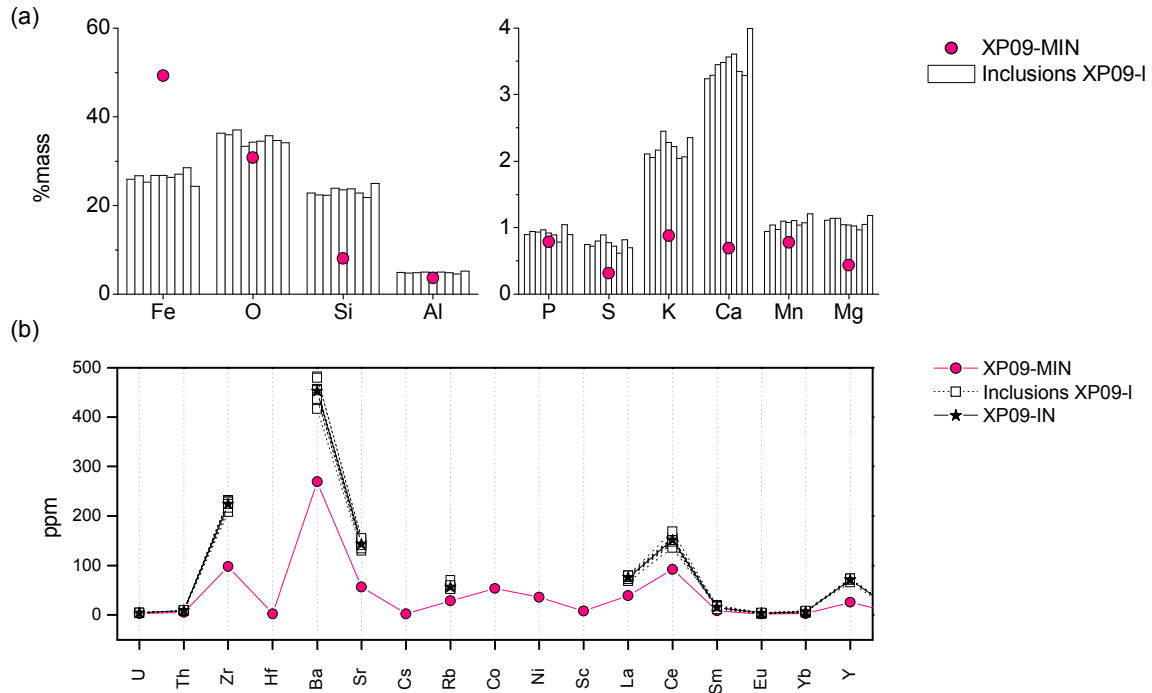 (a)
60
40
20
0
%mass
Fe O Si Al
4
3
2
1
0
P S K Ca Mn Mg
XP09-MIN
Inclusions XP09-I
(b)
500
400
300
200
100
0
ppm
U Th Zr Hf Ba Sr Cs Rb Co Ni Sc La Ce Sm Eu Yb Y
XP09-MIN
Inclusions XP09-I
XP09-IN